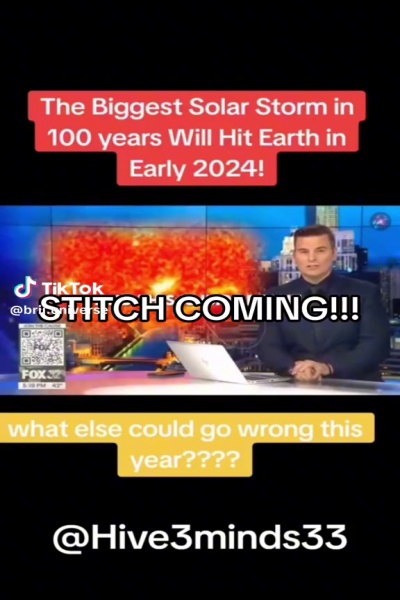 The Biggest Solar Storm in
100 years Will Hit Earth in
Early 2024!
TikTok
STITCH COMING!!!
FOX 32
what else could go wrong this
year????
@Hive3minds33